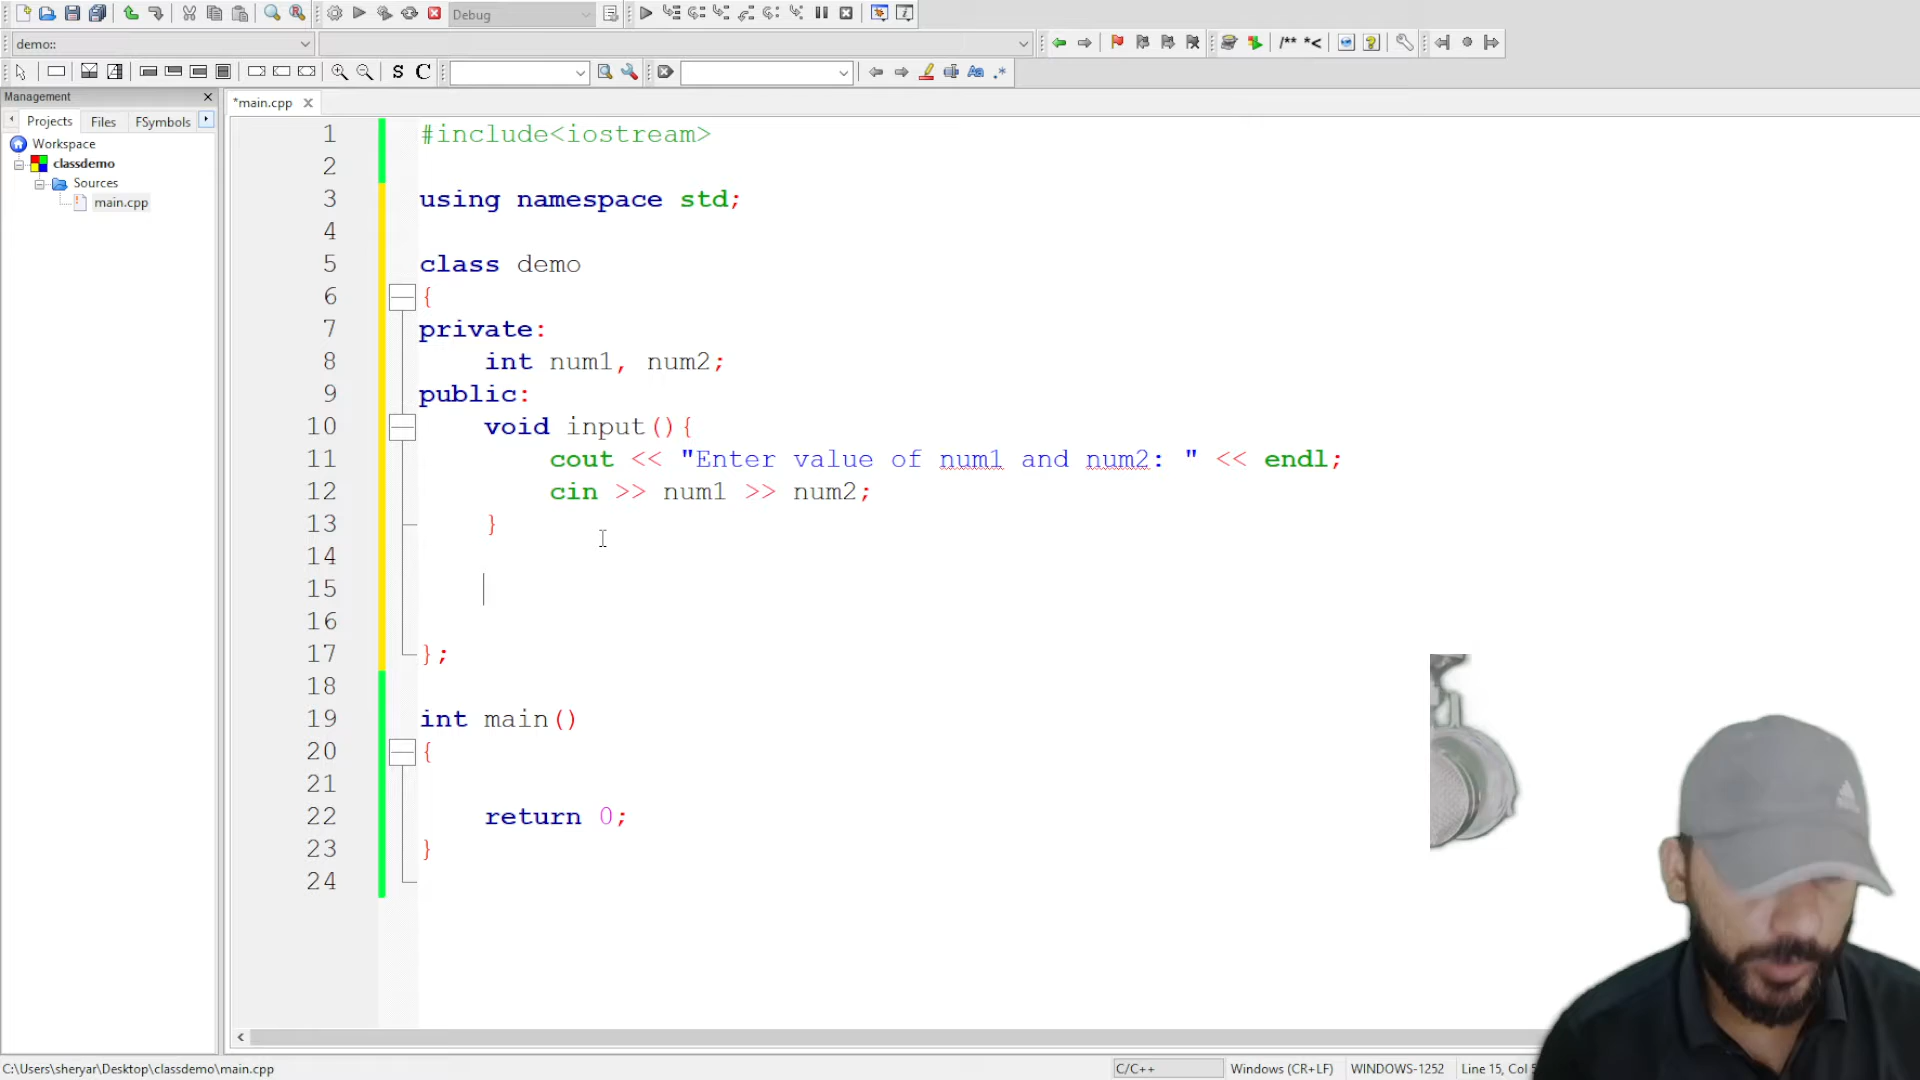 Debug
demo::
/** *<
S C
.*
Management
Projects Files FSymbols
Workspace
classdemo
Sources
main.cpp
*main.cpp
1 #include<iostream>
2
3 using namespace std;
4
5 class demo
6 {
7 private:
8 int num1, num2;
9 public:
10 void input(){
11 cout << "Enter value of num1 and num2: " << endl;
12 cin >> num1 >> num2;
13 }
14
15
16
17 };
18
19 int main()
20 {
21
22 return 0;
23 }
24
C:\Users\sheryar\Desktop\classdemo\main.cpp C/C++ Windows (CR+LF) WINDOWS-1252 Line 15, Col